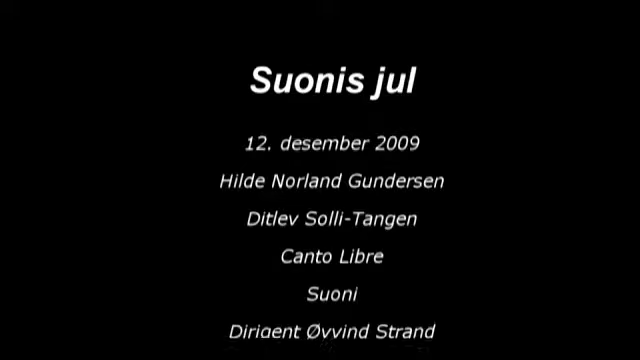 Suonis jul
12. desember 2009
Hilde Norland Gundersen
Ditlev Solli-Tangen
Canto Libre
Suoni
Dirigent Øyvind Strand